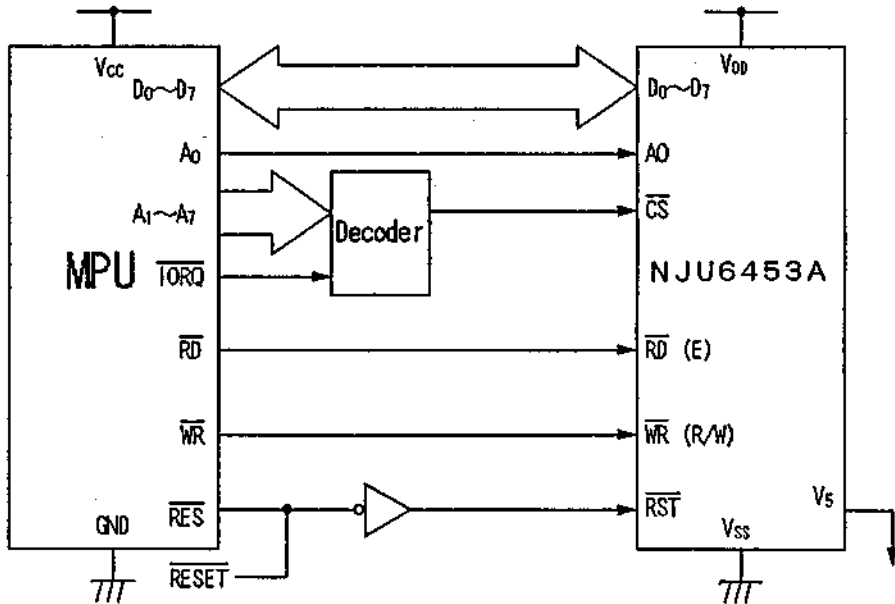 VCC
D0~D7
A0
A1~A7
MPU
IORQ
RD
WR
RES
GND
RESET
Decoder
VDD
D0~D7
A0
CS
NJU6453A
RD (E)
WR (R/W)
RST
V5
VSS